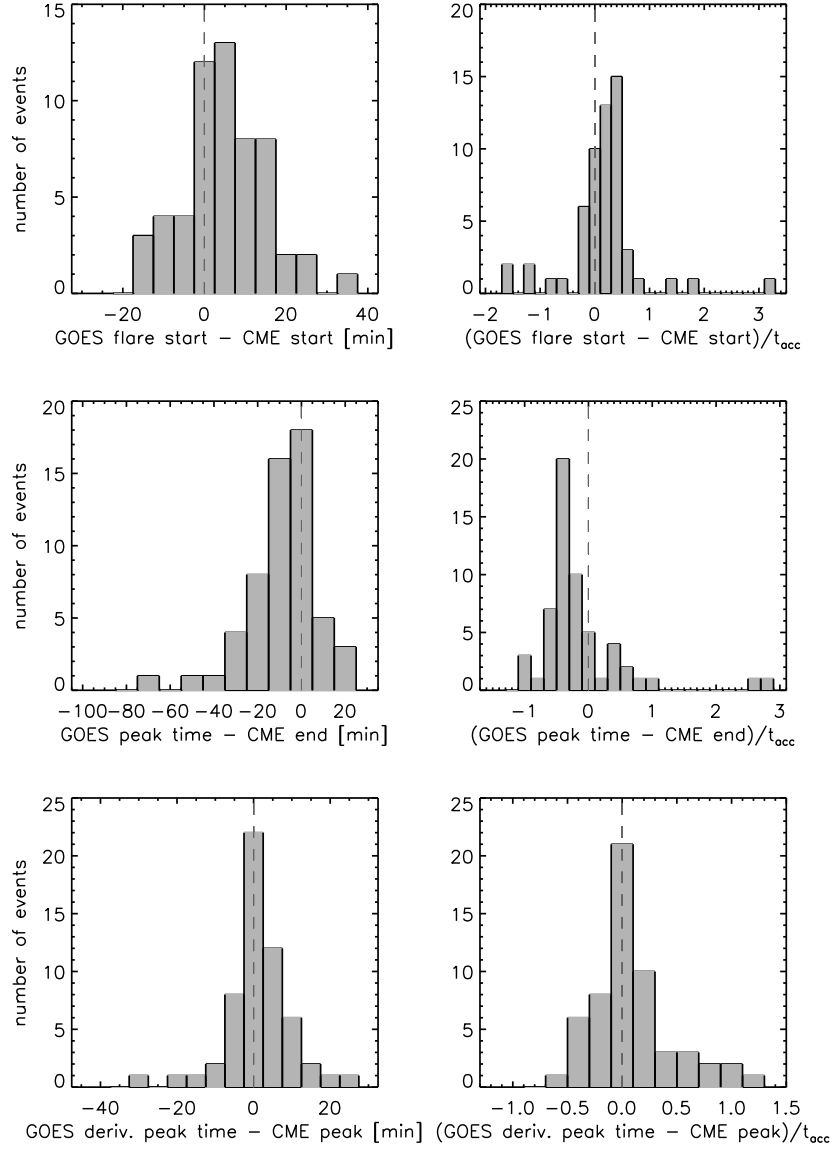 15
10
5
0
number of events
−20 0 20 40
GOES flare start − CME start [min]
20
15
10
5
0
−2 −1 0 1 2 3
(GOES flare start − CME start)/tacc
20
15
10
5
0
number of events
−100−80 −60 −40 −20 0 20
GOES peak time − CME end [min]
25
20
15
10
5
0
−1 0 1 2 3
(GOES peak time − CME end)/tacc
25
20
15
10
5
0
number of events
−40 −20 0 20
GOES deriv. peak time − CME peak [min]
25
20
15
10
5
0
−1.0 −0.5 0.0 0.5 1.0 1.5
(GOES deriv. peak time − CME peak)/tacc